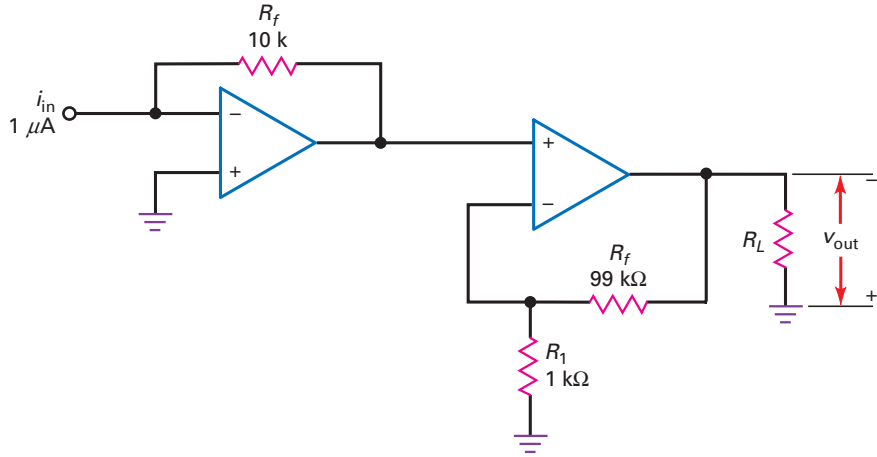 Rf
10 k
iin
1 μA
−
+
+
−
Rf
99 kΩ
R1
1 kΩ
RL
vout
−
+